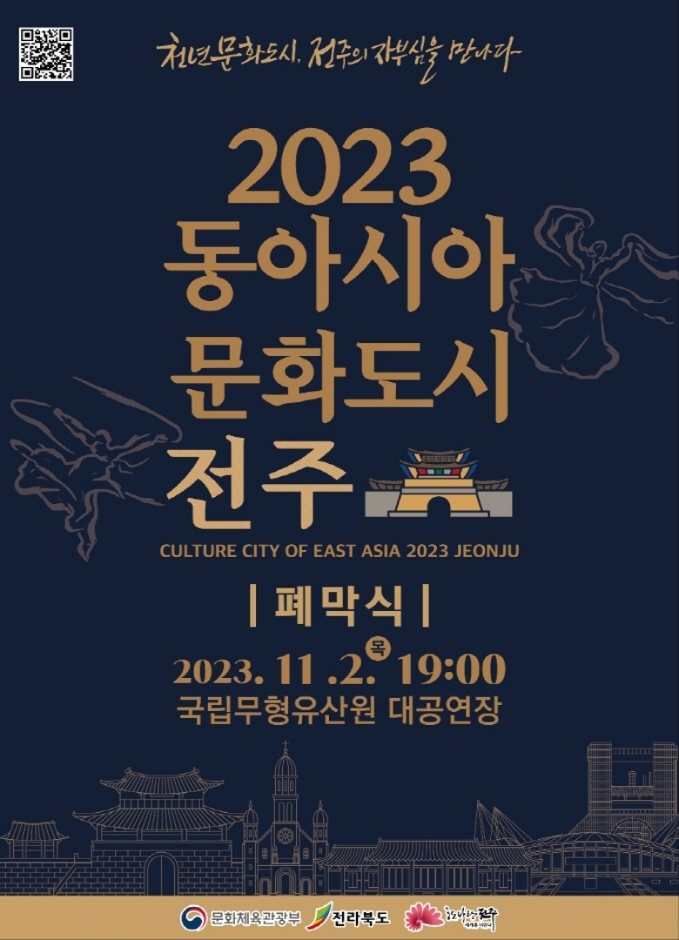 천년문화도시, 전주의 자부심을 만나다
2023
동아시아
문화도시
전주
CULTURE CITY OF EAST ASIA 2023 JEONJU
| 폐막식 |
2023. 11 .2. 목 19:00
국립무형유산원 대공연장
문화체육관광부 전라북도 전주